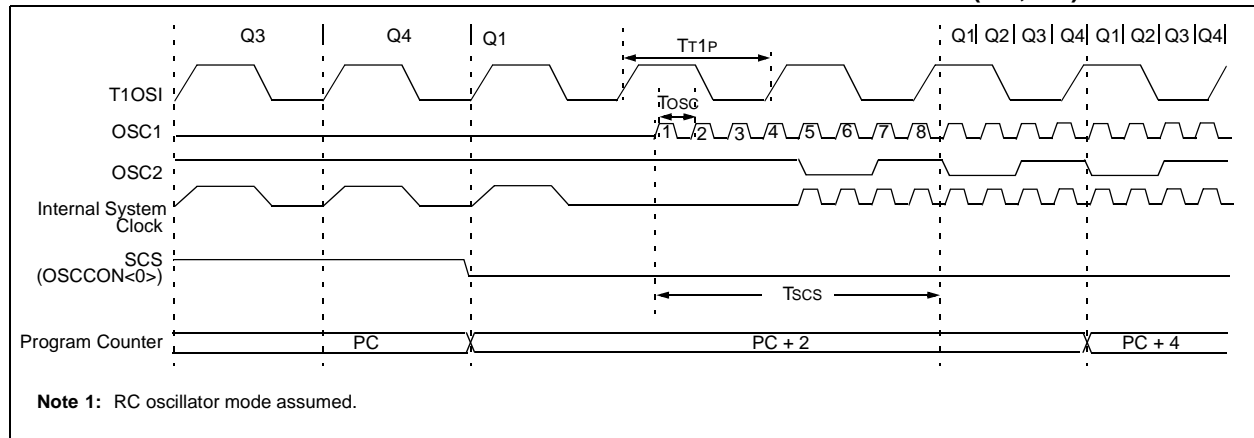 Q3 Q4 Q1 TT1P Q1 Q2 Q3 Q4 Q1 Q2 Q3 Q4
T1OSI
TOSC
OSC1 1 2 3 4 5 6 7 8
OSC2
Internal System
Clock
SCS
(OSCCON<0>)
TSCS
Program Counter PC PC + 2 PC + 4
Note 1: RC oscillator mode assumed.